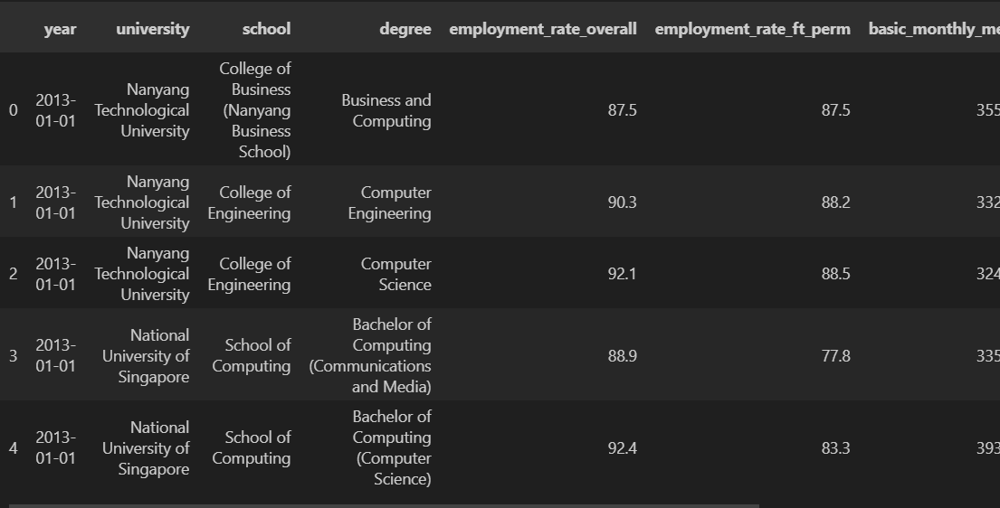 year university school degree employment_rate_overall employment_rate_ft_perm basic_monthly_me
0 2013-01-01 Nanyang Technological University College of Business (Nanyang Business School) Business and Computing 87.5 87.5 355
1 2013-01-01 Nanyang Technological University College of Engineering Computer Engineering 90.3 88.2 332
2 2013-01-01 Nanyang Technological University College of Engineering Computer Science 92.1 88.5 324
3 2013-01-01 National University of Singapore School of Computing Bachelor of Computing (Communications and Media) 88.9 77.8 335
4 2013-01-01 National University of Singapore School of Computing Bachelor of Computing (Computer Science) 92.4 83.3 393